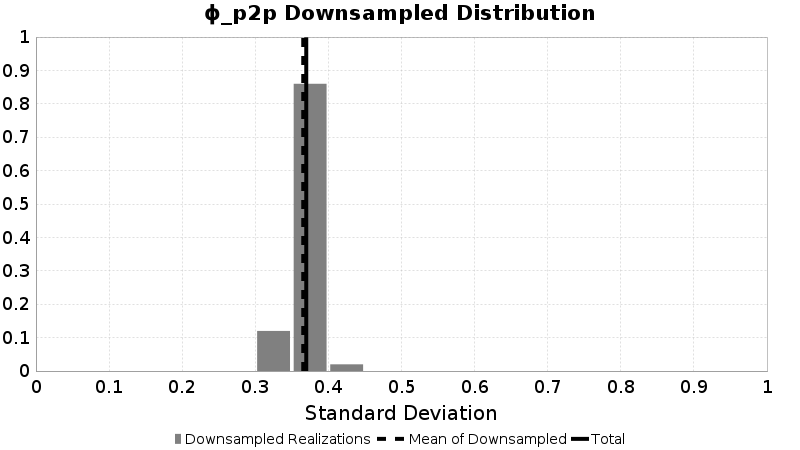 ϕ_p2p Downsampled Distribution
1
0.9
0.8
0.7
0.6
0.5
0.4
0.3
0.2
0.1
0
0 0.1 0.2 0.3 0.4 0.5 0.6 0.7 0.8 0.9 1
Standard Deviation
Downsampled Realizations Mean of Downsampled Total